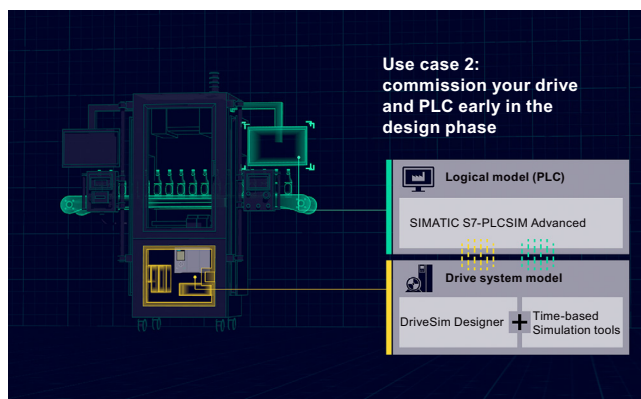 Use case 2:
commission your drive
and PLC early in the
design phase
Logical model (PLC)
SIMATIC S7-PLCSIM Advanced
Drive system model
DriveSim Designer
Time-based
Simulation tools